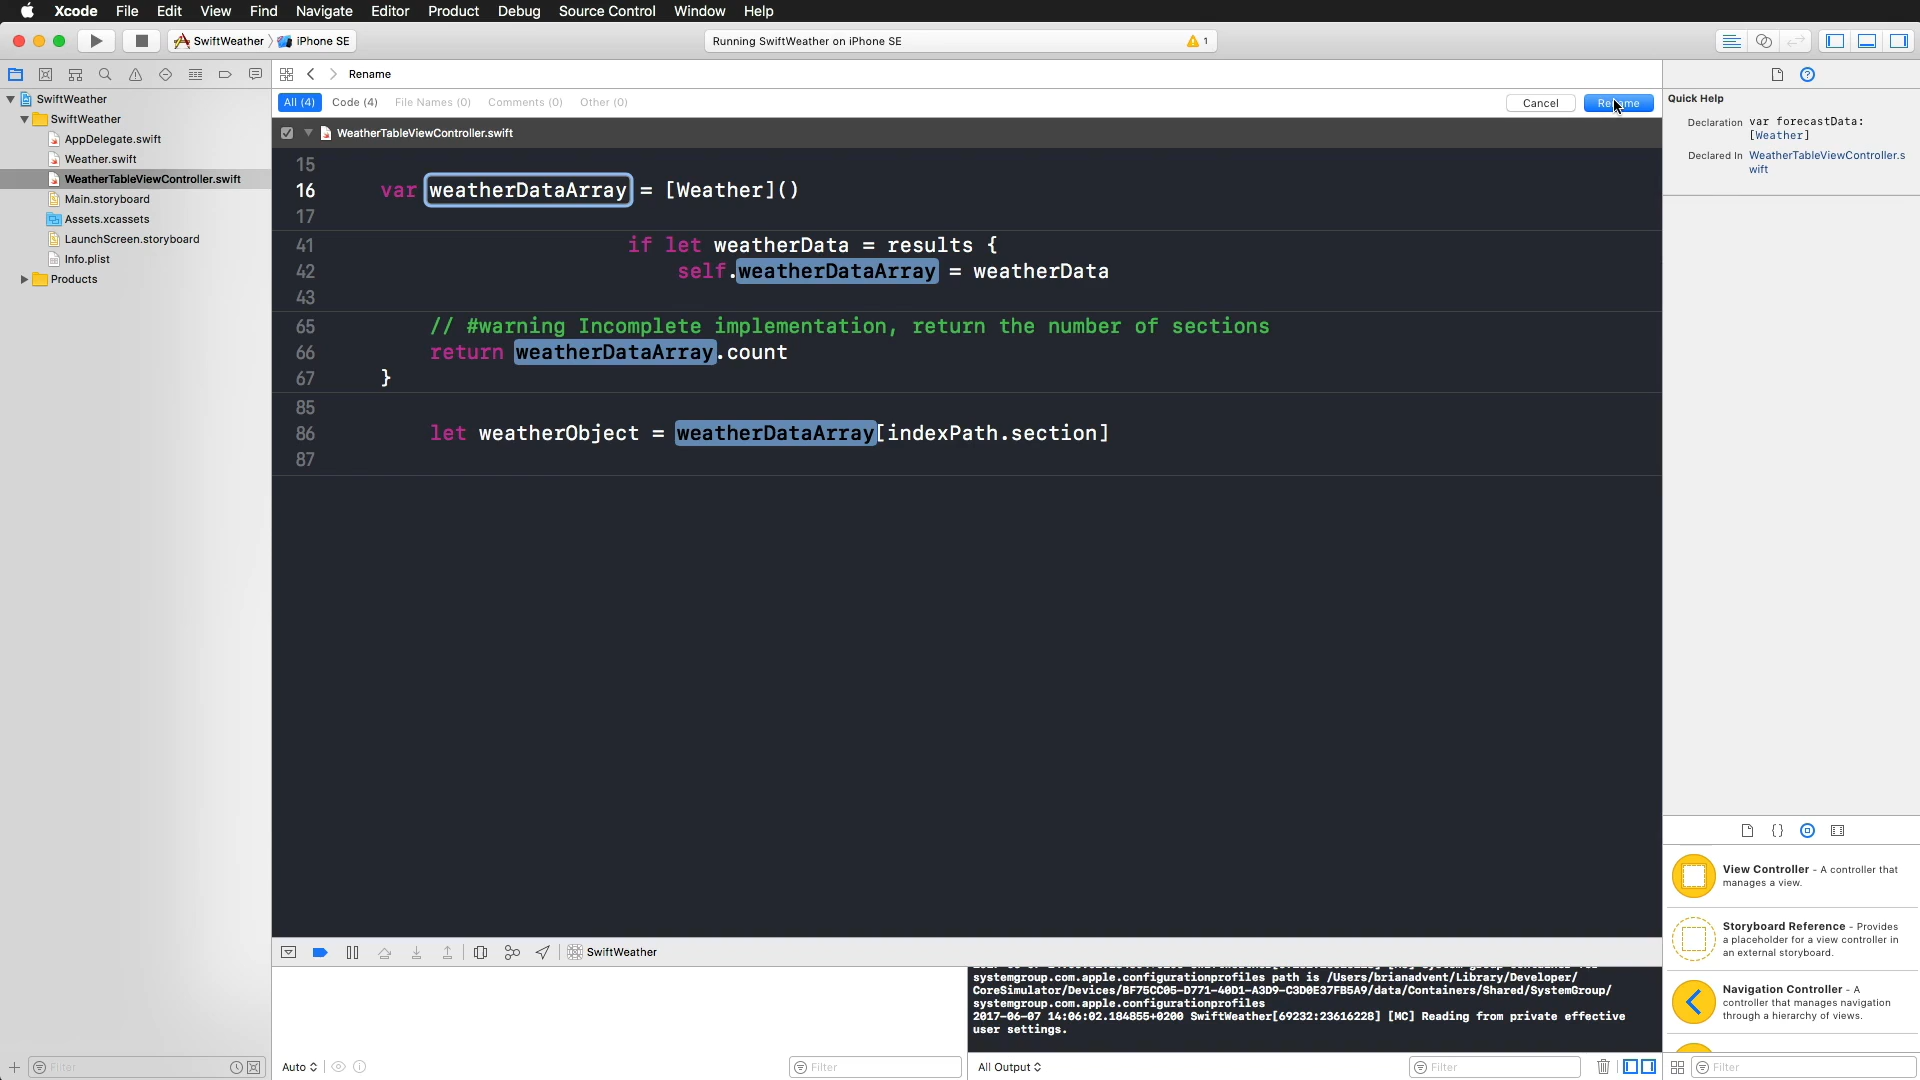 Xcode File Edit View Find Navigate Editor Product Debug Source Control Window Help
SwiftWeather iPhone SE
Running SwiftWeather on iPhone SE
1
Rename
All (4) Code (4) File Names (0) Comments (0) Other (0)
Cancel
WeatherTableViewController.swift
SwiftWeather
SwiftWeather
AppDelegate.swift
Weather.swift
WeatherTableViewController.swift
Main.storyboard
Assets.xcassets
LaunchScreen.storyboard
Info.plist
Products
15
16 var weatherDataArray = [Weather]()
17
41 if let weatherData = results {
42 self.weatherDataArray = weatherData
43
65 // #warning Incomplete implementation, return the number of sections
66 return weatherDataArray.count
67 }
85
86 let weatherObject = weatherDataArray[indexPath.section]
87
Quick Help
Declaration var forecastData:
[Weather]
Declared In WeatherTableViewController.s
wift
View Controller - A controller that
manages a view.
Storyboard Reference - Provides
a placeholder for a view controller in
an external storyboard.
Navigation Controller - A
controller that manages navigation
through a hierarchy of views.
SwiftWeather
systemgroup.com.apple.configurationprofiles path is /Users/brianadvent/Library/Developer/
CoreSimulator/Devices/BF75CC05-D771-40D1-A3D9-C3D0E37FB5A9/data/Containers/Shared/SystemGroup/
systemgroup.com.apple.configurationprofiles
2017-06-07 14:06:02.184855+0200 SwiftWeather[69232:23616228] [MC] Reading from private effective
user settings.
Filter
Auto
Filter
All Output
Filter
Filter